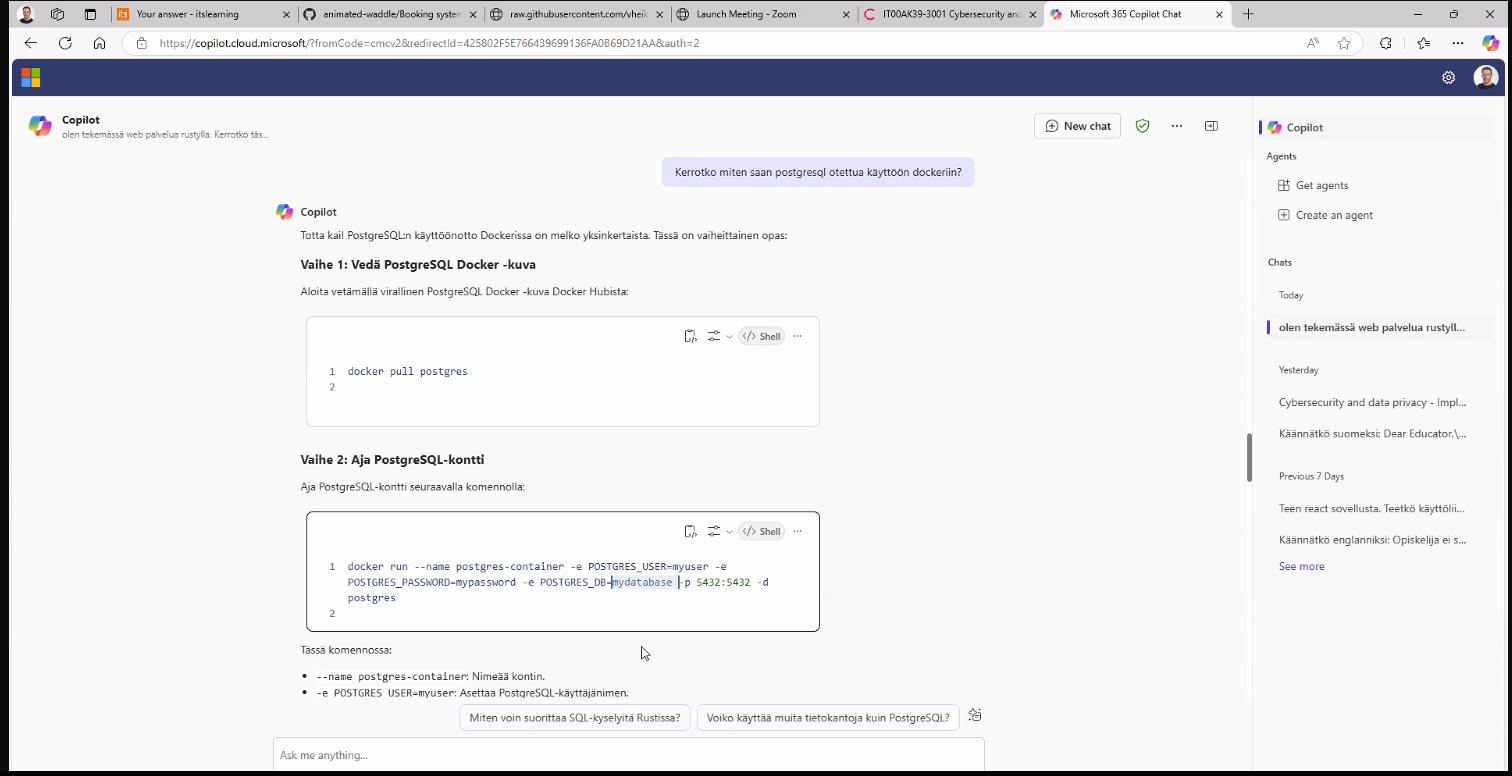 Your answer - itslearning
animated-waddle/Booking system
raw.githubusercontent.com/vheik
Launch Meeting - Zoom
IT00AK39-3001 Cybersecurity and
Microsoft 365 Copilot Chat
https://copilot.cloud.microsoft/?fromCode=cmcv2&redirectId=425802F5E766439699136FA0B69D21AA&auth=2
Copilot
olen tekemässä web palvelua rustylla. Kerrotko täs...
New chat
Kerrotko miten saan postgresql otettua käyttöön dockeriin?
Copilot
Totta kai! PostgreSQL:n käyttöönotto Dockerissa on melko yksinkertaista. Tässä on vaiheittainen opas:
Vaihe 1: Vedä PostgreSQL Docker -kuva
Aloita vetämällä virallinen PostgreSQL Docker -kuva Docker Hubista:
Shell
1 docker pull postgres
2
Vaihe 2: Aja PostgreSQL-kontti
Aja PostgreSQL-kontti seuraavalla komennolla:
Shell
1 docker run --name postgres-container -e POSTGRES_USER=myuser -e
POSTGRES_PASSWORD=mypassword -e POSTGRES_DB=mydatabase -p 5432:5432 -d
postgres
2
Tässä komennossa:
• --name postgres-container: Nimeää kontin.
• -e POSTGRES_USER=myuser: Asettaa PostgreSQL-käyttäjänimen.
Miten voin suorittaa SQL-kyselyitä Rustissa?
Voiko käyttää muita tietokantoja kuin PostgreSQL?
Ask me anything...
Copilot
Agents
Get agents
Create an agent
Chats
Today
olen tekemässä web palvelua rustyll...
Yesterday
Cybersecurity and data privacy - Impl...
Käännätkö suomeksi: Dear Educator,\...
Previous 7 Days
Teen react sovellusta. Teetkö käyttölii...
Käännätkö englanniksi: Opiskelija ei s...
See more